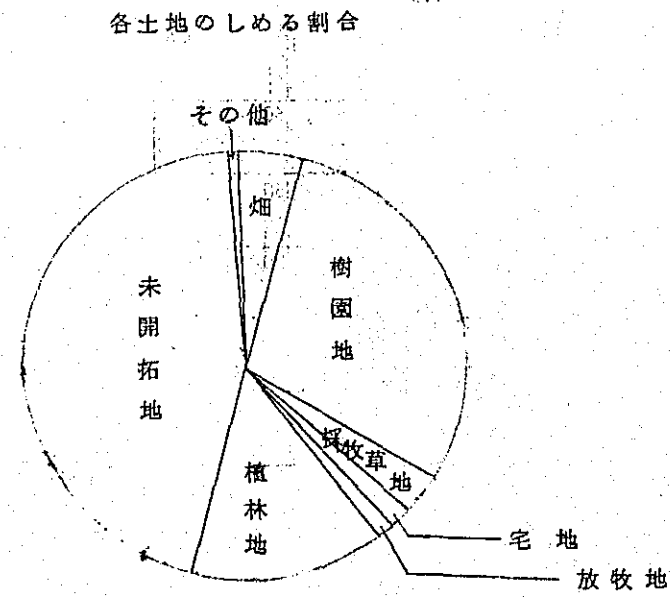 各土地のしめる割合
その他
畑
樹園地
採牧草地
宅地
放牧地
植林地
未開拓地